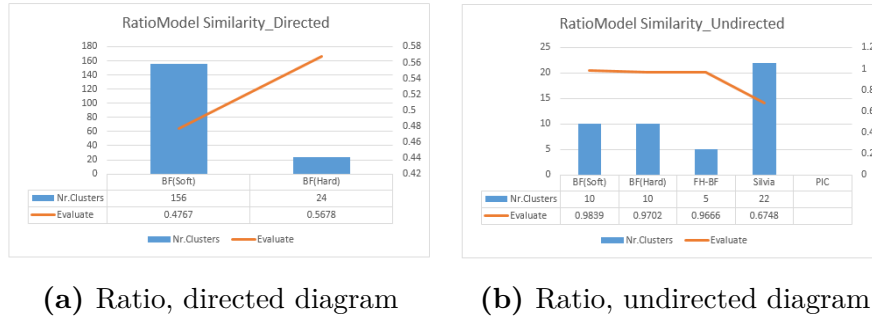 RatioModel Similarity_Directed
180
160
140
120
100
80
60
40
20
0
0.58
0.56
0.54
0.52
0.5
0.48
0.46
0.44
0.42
BF(Soft) BF(Hard)
Nr.Clusters 156 24
Evaluate 0.4767 0.5678
Nr.Clusters Evaluate
(a) Ratio, directed diagram
RatioModel Similarity_Undirected
25
20
15
10
5
0
1.2
1
0.8
0.6
0.4
0.2
0
BF(Soft) BF(Hard) FH-BF Silvia PIC
Nr.Clusters 10 10 5 22
Evaluate 0.9839 0.9702 0.9666 0.6748
Nr.Clusters Evaluate
(b) Ratio, undirected diagram